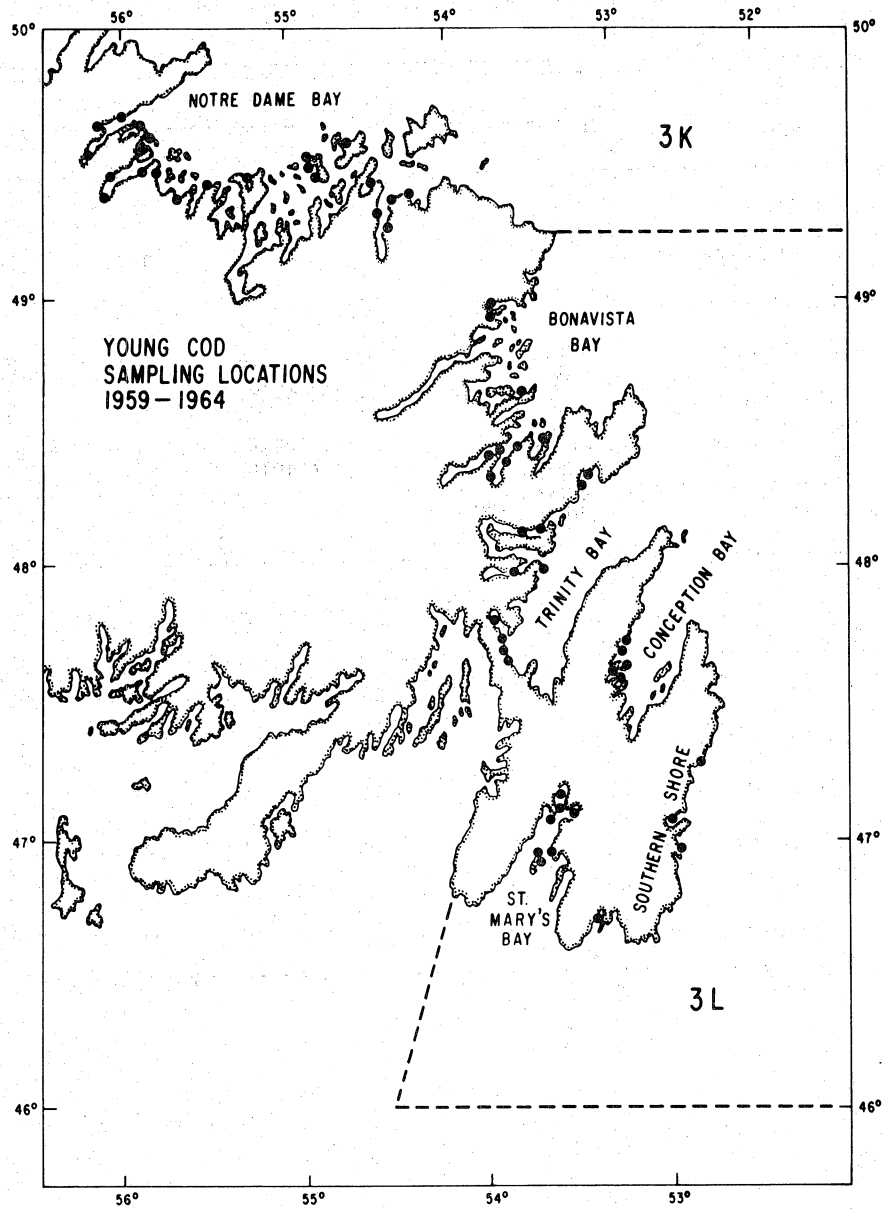 56° 55° 54° 53° 52°
50° 50°
NOTRE DAME BAY
3K
49° 49°
BONAVISTA
BAY
YOUNG COD
SAMPLING LOCATIONS
1959-1964
TRINITY BAY
CONCEPTION BAY
48° 48°
SOUTHERN SHORE
47° 47°
ST.
MARY'S
BAY
3L
46° 46°
56° 55° 54° 53°